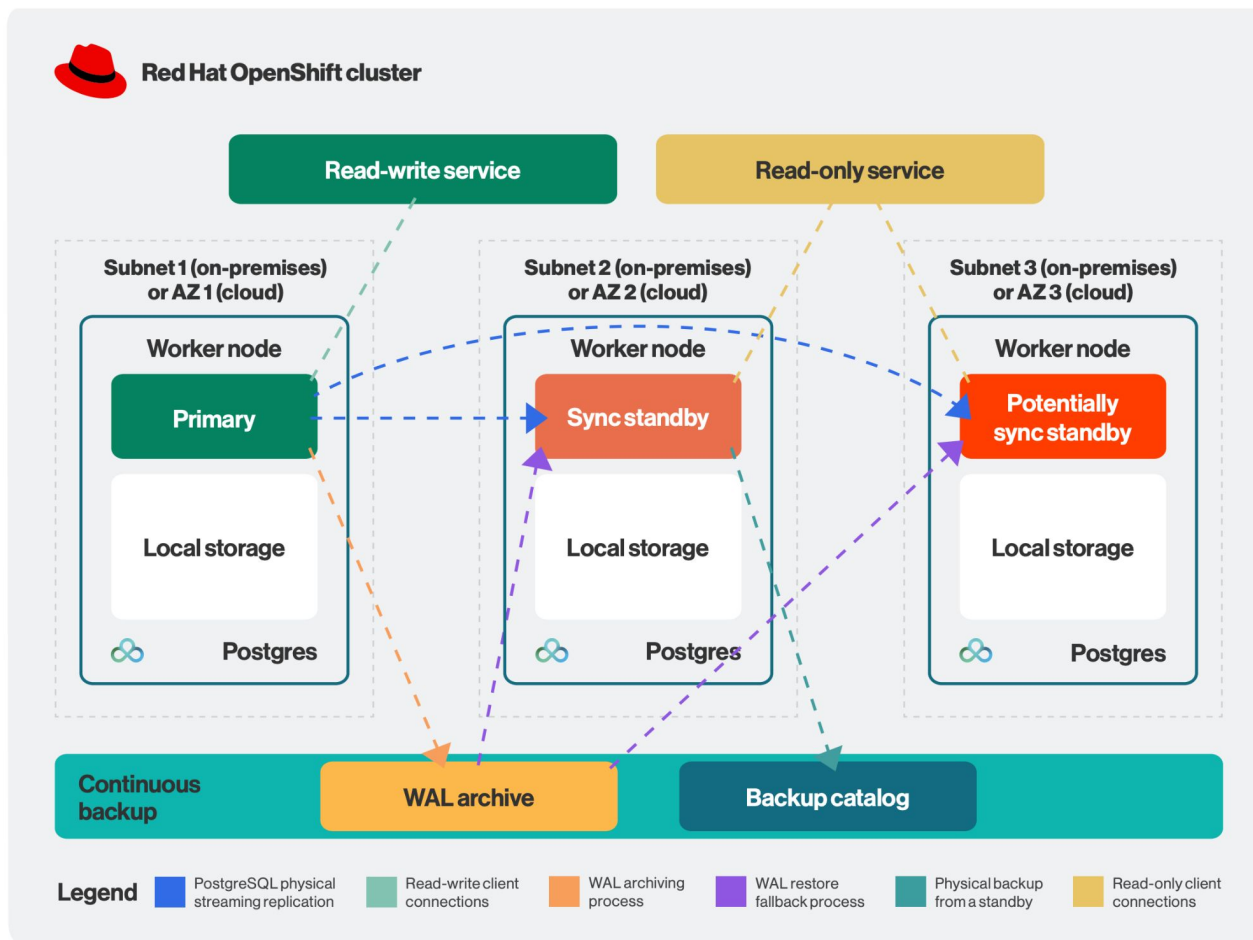 Red Hat OpenShift cluster
Read-write service
Read-only service
Subnet 1 (on-premises)
or AZ 1 (cloud)
Worker node
Primary
Local storage
Postgres
Subnet 2 (on-premises)
or AZ 2 (cloud)
Worker node
Sync standby
Local storage
Postgres
Subnet 3 (on-premises)
or AZ 3 (cloud)
Worker node
Potentially
sync standby
Local storage
Postgres
Continuous
backup
WAL archive
Backup catalog
Legend
PostgreSQL physical
streaming replication
Read-write client
connections
WAL archiving
process
WAL restore
fallback process
Physical backup
from a standby
Read-only client
connections